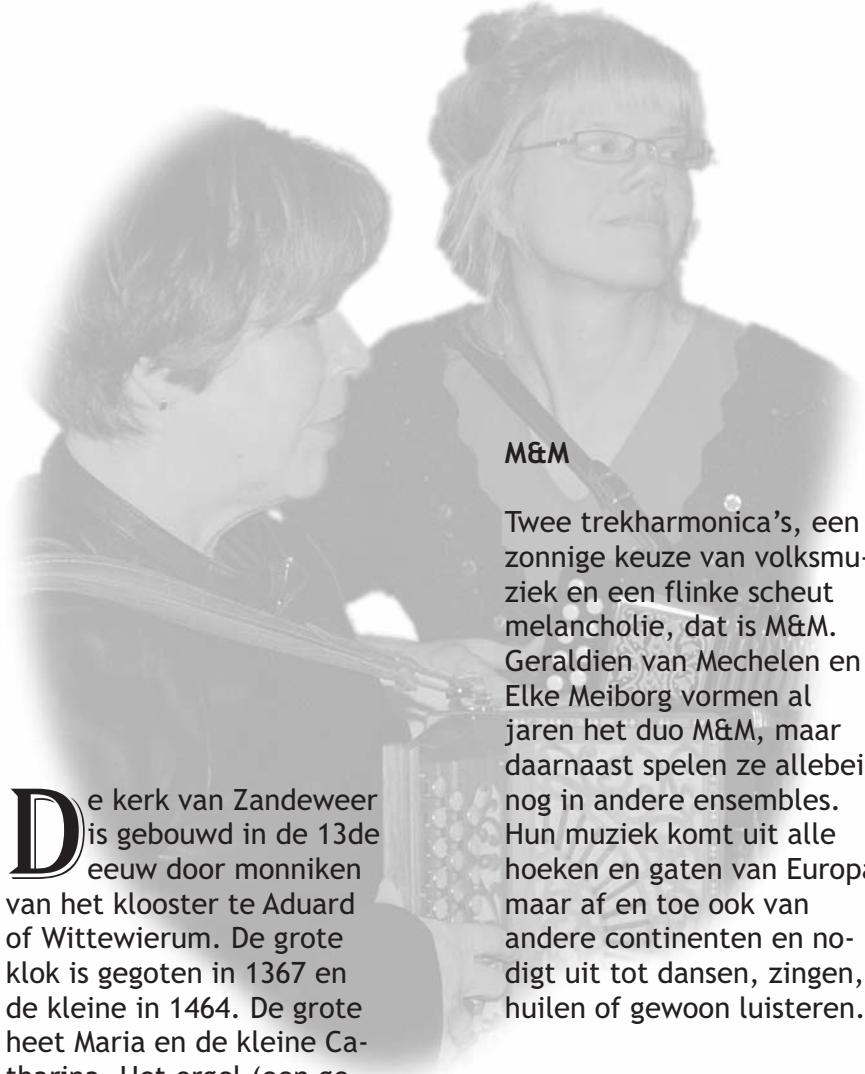 De kerk van Zandeweer
is gebouwd in de 13de
eeuw door monniken
van het klooster te Aduard
of Wittewierum. De grote
klok is gegoten in 1367 en
de kleine in 1464. De grote
heet Maria en de kleine Ca-
tharina. Het orgel (een ge-
M&M
Twee trekharmonica’s, een
zonnige keuze van volksmu-
ziek en een flinke scheut
melancholie, dat is M&M.
Geraldien van Mechelen en
Elke Meiborg vormen al
jaren het duo M&M, maar
daarnaast spelen ze allebei
nog in andere ensembles.
Hun muziek komt uit alle
hoeken en gaten van Europa
maar af en toe ook van
andere continenten en no-
digt uit tot dansen, zingen,
huilen of gewoon luisteren.